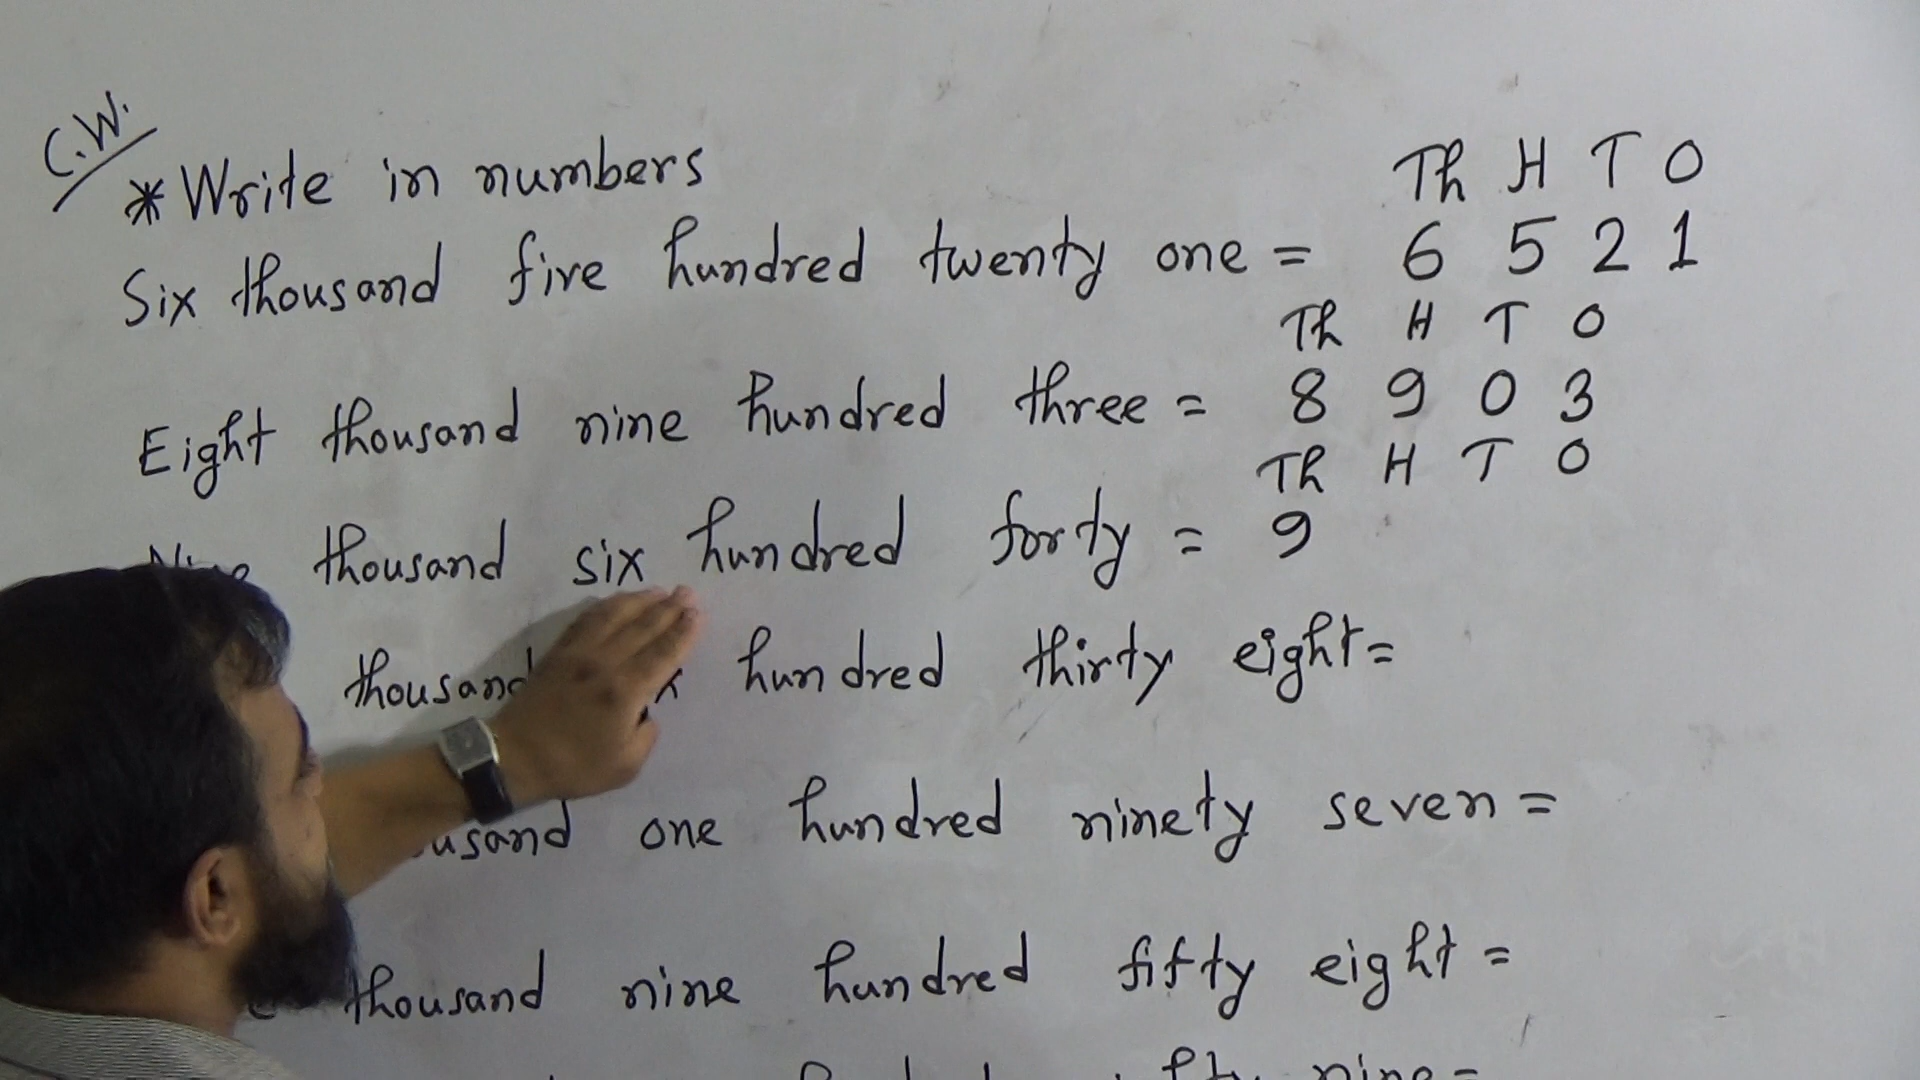 C.W.
* Write in numbers
Th H T O
Six thousand five hundred twenty one = 6 5 2 1
Th H T O
Eight thousand nine hundred three = 8 9 0 3
Th H T O
Nine thousand six hundred forty = 9
thousand hundred thirty eight=
one hundred ninety seven =
thousand nine hundred fifty eight =
nine=